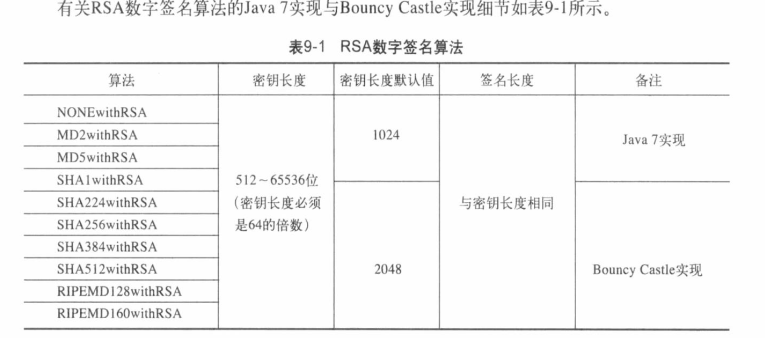 有关RSA数字签名算法的Java 7实现与Bouncy Castle实现细节如表9-1所示。
表9-1 RSA数字签名算法
算法 密钥长度 密钥长度默认值 签名长度 备注
NONEwithRSA
MD2withRSA
MD5withRSA
1024
Java 7实现
SHA1withRSA
SHA224withRSA
SHA256withRSA
SHA384withRSA
SHA512withRSA
RIPEMD128withRSA
RIPEMD160withRSA
512～65536位
（密钥长度必须
是64的倍数）
2048
与密钥长度相同
Bouncy Castle实现